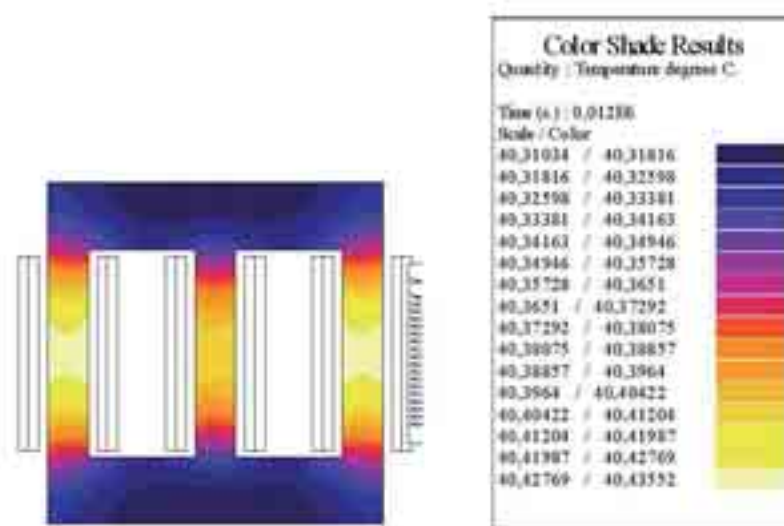 Color Shade Results
Quantity : Temperature degrees C.
Time (s.) : 0,01286
Scale / Color
40,31034 / 40,31816
40,31816 / 40,32598
40,32598 / 40,33381
40,33381 / 40,34163
40,34163 / 40,34946
40,34946 / 40,35728
40,35728 / 40,3651
40,3651 / 40,37292
40,37292 / 40,38075
40,38075 / 40,38857
40,38857 / 40,3964
40,3964 / 40,40422
40,40422 / 40,41204
40,41204 / 40,41987
40,41987 / 40,42769
40,42769 / 40,43552